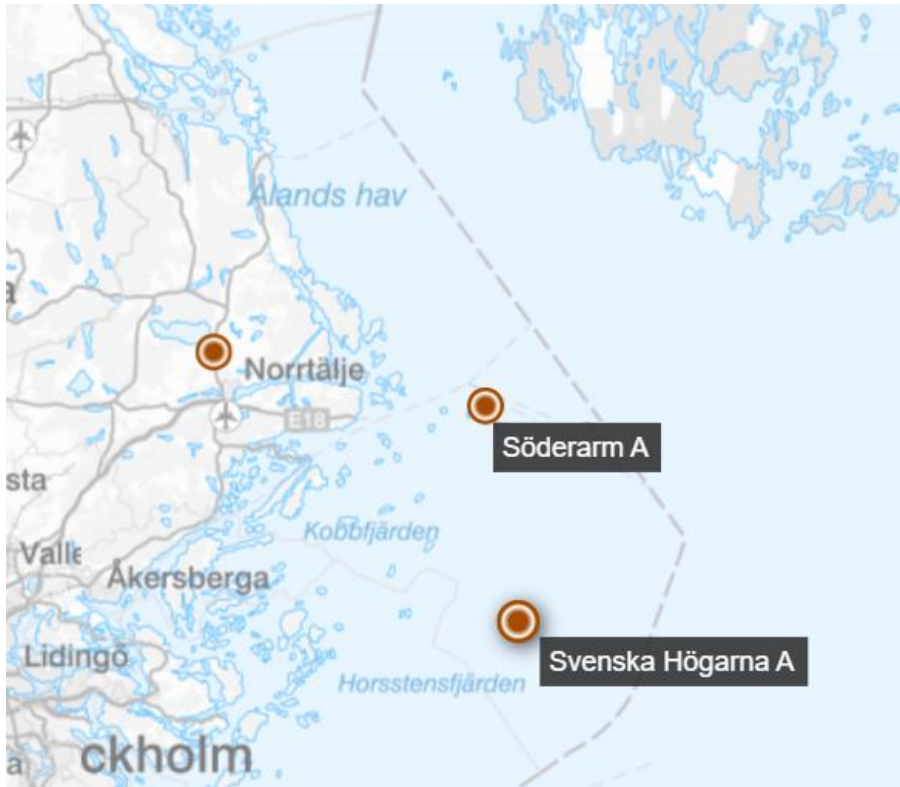 Ålands hav
a
Norrtälje
E18
Söderarm A
sta
Kobbfjärden
Valle
Åkersberga
Lidingö
Svenska Högarna A
Horsstensfjärden
ckholm
a